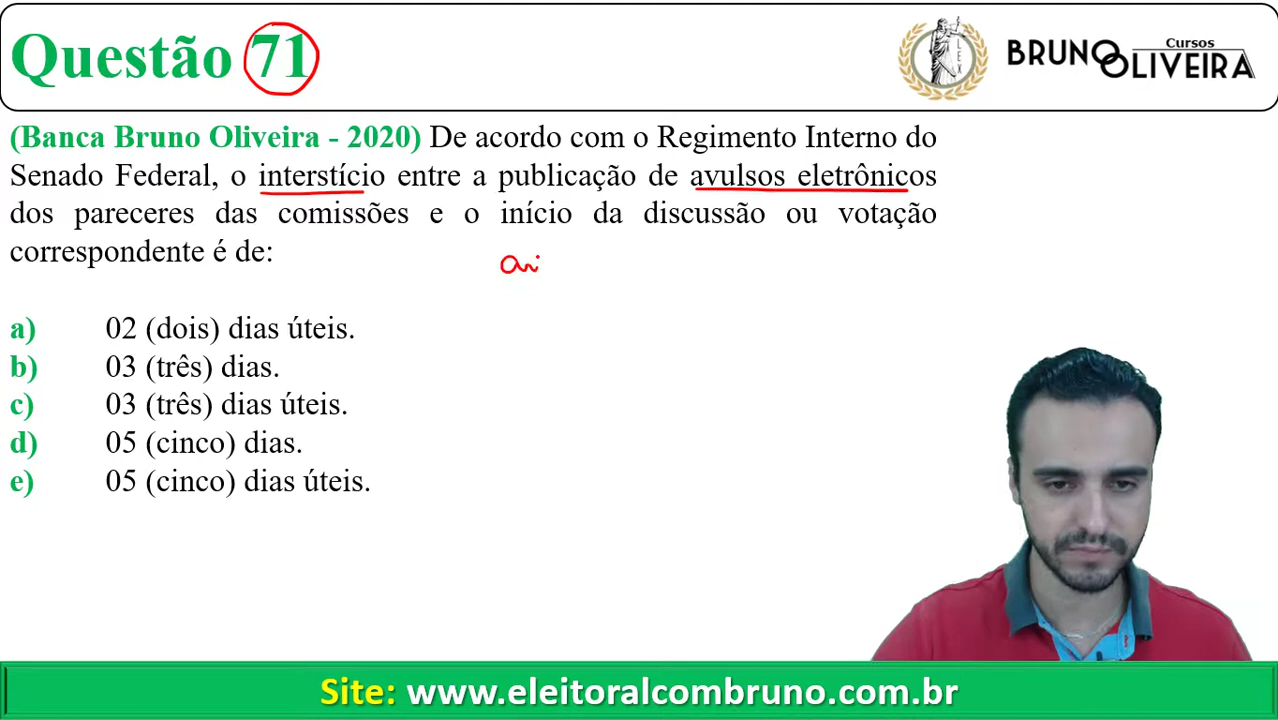 Questão 71
Cursos
BRUNO
OLIVEIRA
LEX
(Banca Bruno Oliveira - 2020) De acordo com o Regimento Interno do
Senado Federal, o interstício entre a publicação de avulsos eletrônicos
dos pareceres das comissões e o início da discussão ou votação
correspondente é de:
a) 02 (dois) dias úteis.
b) 03 (três) dias.
c) 03 (três) dias úteis.
d) 05 (cinco) dias.
e) 05 (cinco) dias úteis.
Site: www.eleitoralcombruno.com.br